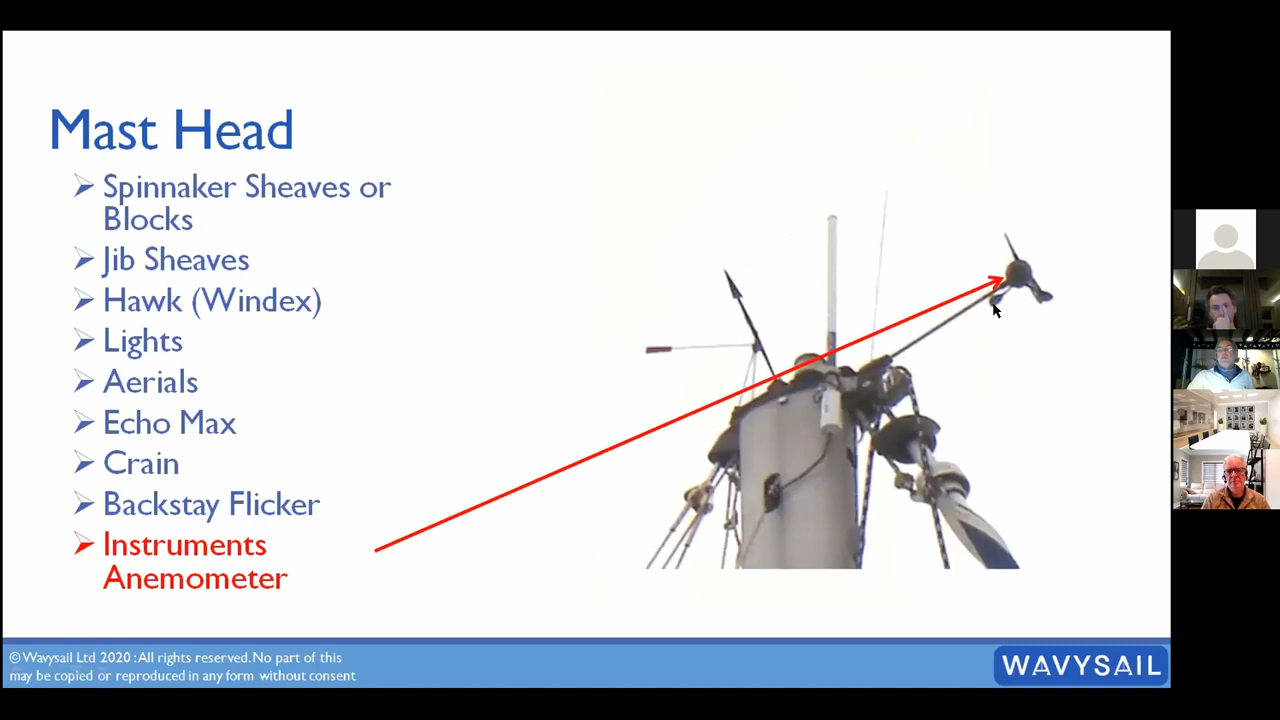 Mast Head
Spinnaker Sheaves or
Blocks
Jib Sheaves
Hawk (Windex)
Lights
Aerials
Echo Max
Crain
Backstay Flicker
Instruments
Anemometer
© Wavysail Ltd 2020 : All rights reserved. No part of this
may be copied or reproduced in any form without consent
WAVYSAIL